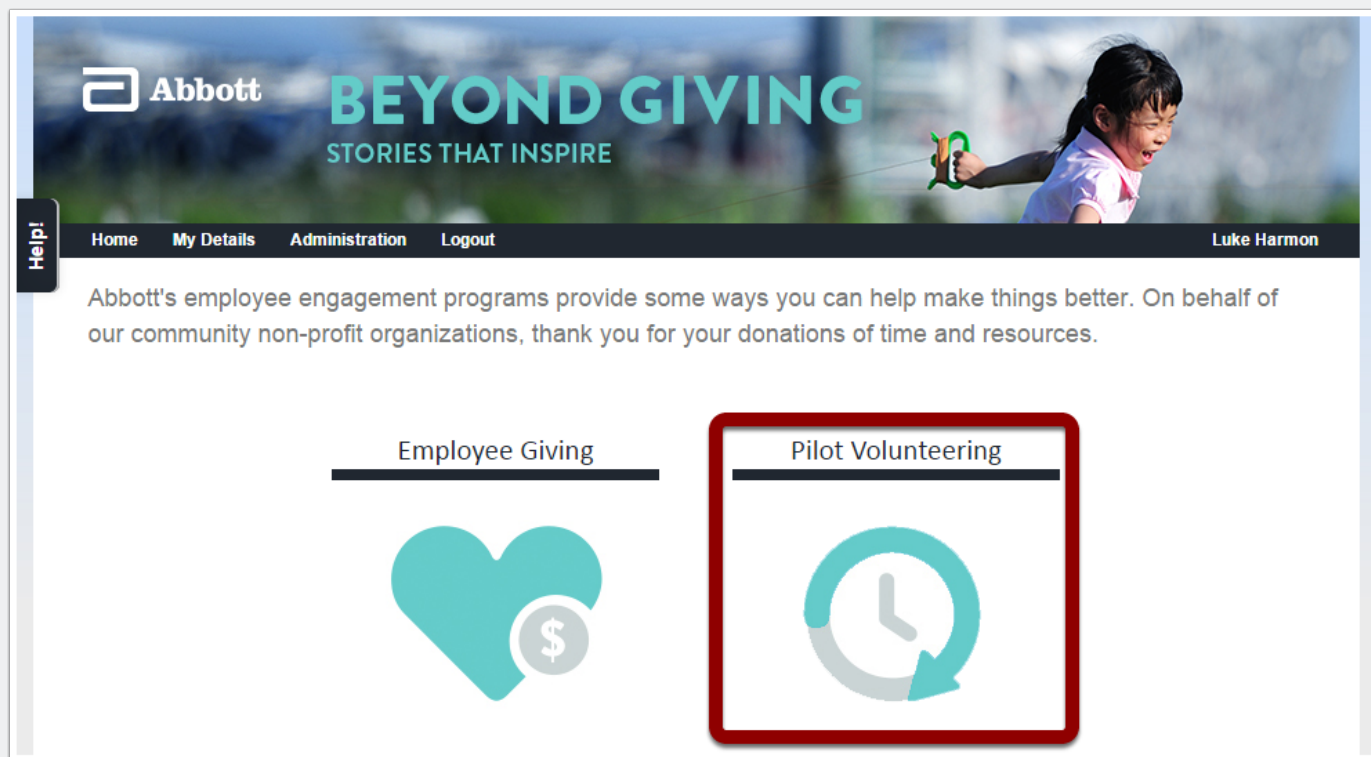 Abbott
BEYOND GIVING
STORIES THAT INSPIRE
Help!
Home My Details Administration Logout Luke Harmon
Abbott's employee engagement programs provide some ways you can help make things better. On behalf of
our community non-profit organizations, thank you for your donations of time and resources.
Employee Giving Pilot Volunteering
$